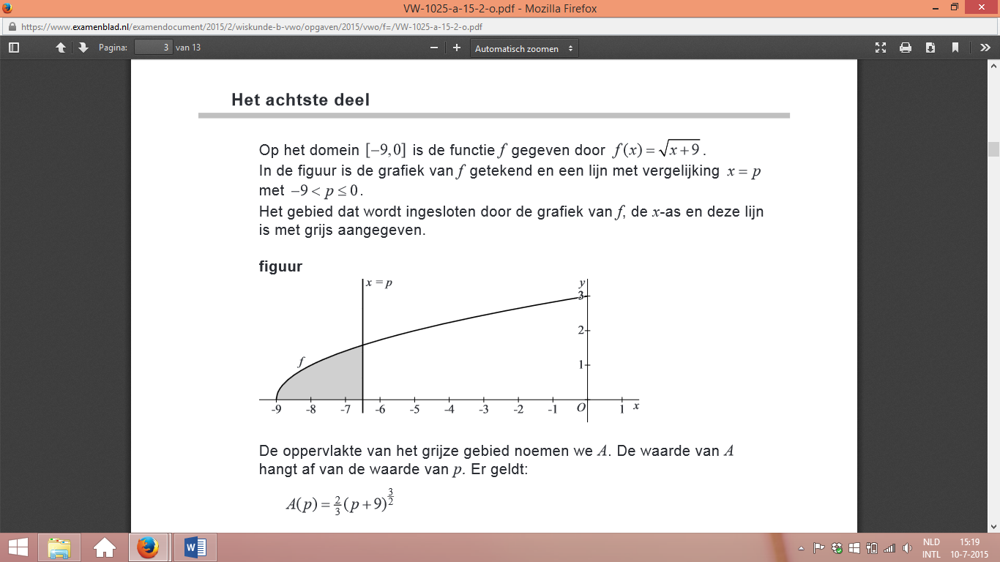 VW-1025-a-15-2-o.pdf - Mozilla Firefox
https://www.examenblad.nl/examendocument/2015/2/wiskunde-b-vwo/opgaven/2015/vwo/f=/VW-1025-a-15-2-o.pdf
Pagina: 3 van 13 Automatisch zoomen
Het achtste deel
Op het domein [−9,0] is de functie f gegeven door f(x) = √(x+9).
In de figuur is de grafiek van f getekend en een lijn met vergelijking x = p
met −9 < p ≤ 0.
Het gebied dat wordt ingesloten door de grafiek van f, de x-as en deze lijn
is met grijs aangegeven.
figuur
x = p
y
3
2
f
1
-9 -8 -7 -6 -5 -4 -3 -2 -1 O 1 x
De oppervlakte van het grijze gebied noemen we A. De waarde van A
hangt af van de waarde van p. Er geldt:
A(p) = 2/3 (p+9)^(3/2)
NLD 15:19
INTL 10-7-2015